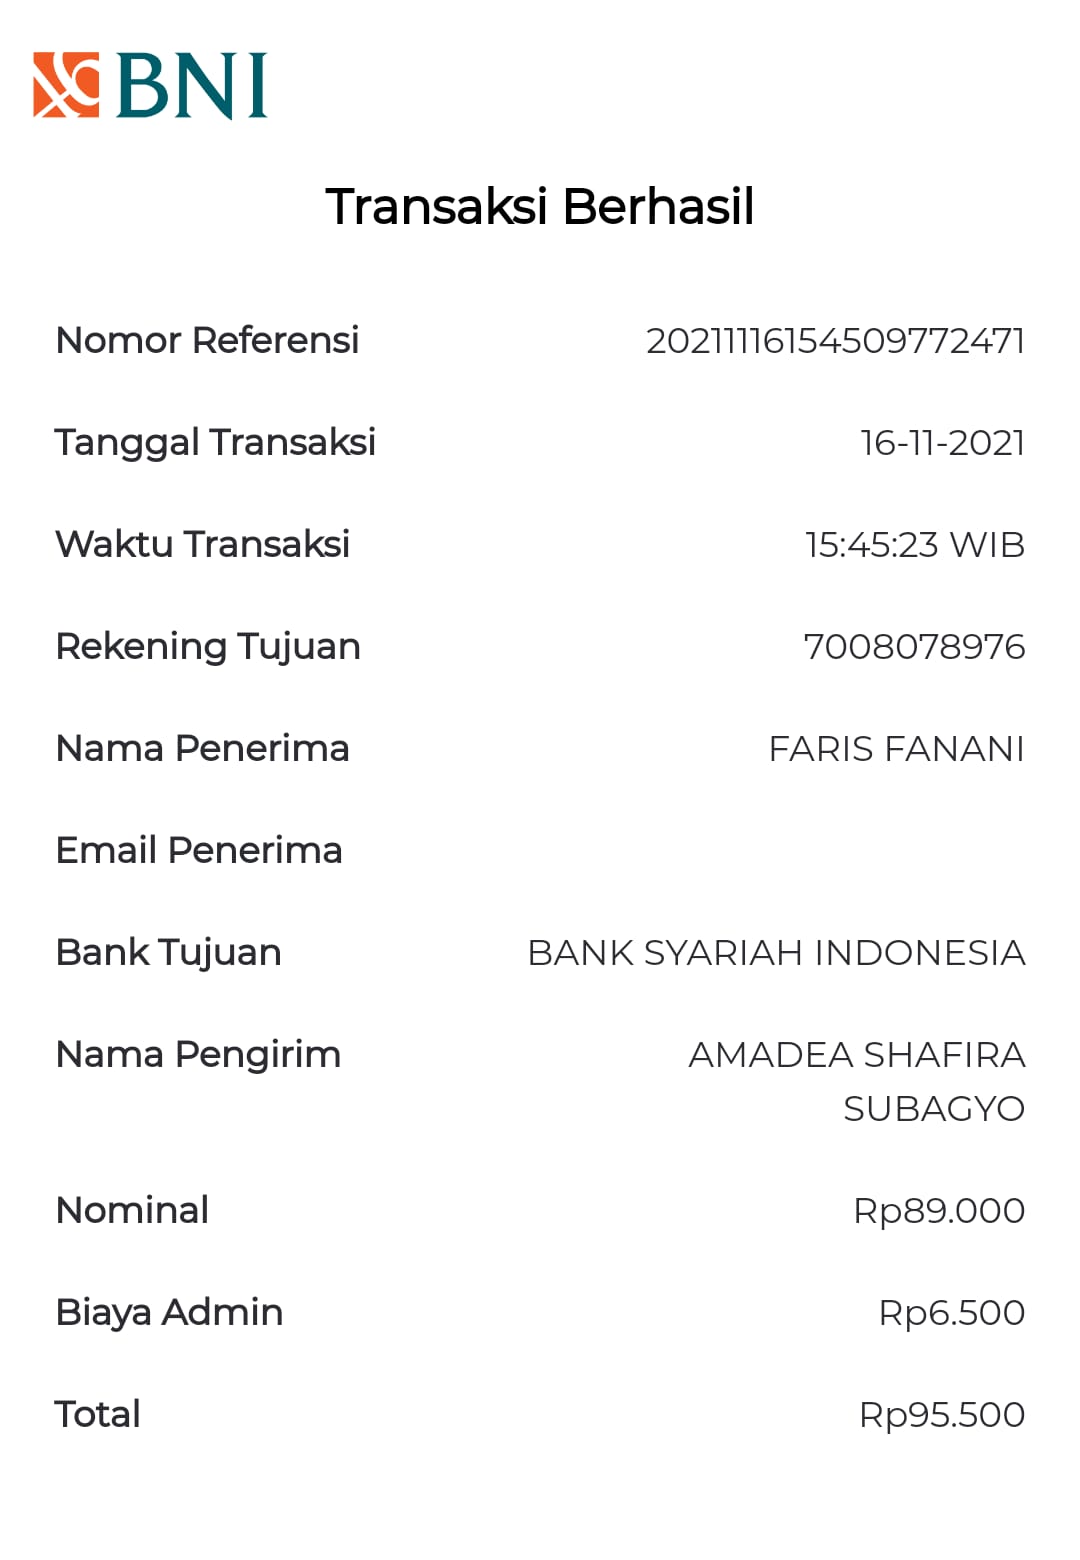 BNI
Transaksi Berhasil
Nomor Referensi 20211116154509772471
Tanggal Transaksi 16-11-2021
Waktu Transaksi 15:45:23 WIB
Rekening Tujuan 7008078976
Nama Penerima FARIS FANANI
Email Penerima
Bank Tujuan BANK SYARIAH INDONESIA
Nama Pengirim AMADEA SHAFIRA
SUBAGYO
Nominal Rp89.000
Biaya Admin Rp6.500
Total Rp95.500